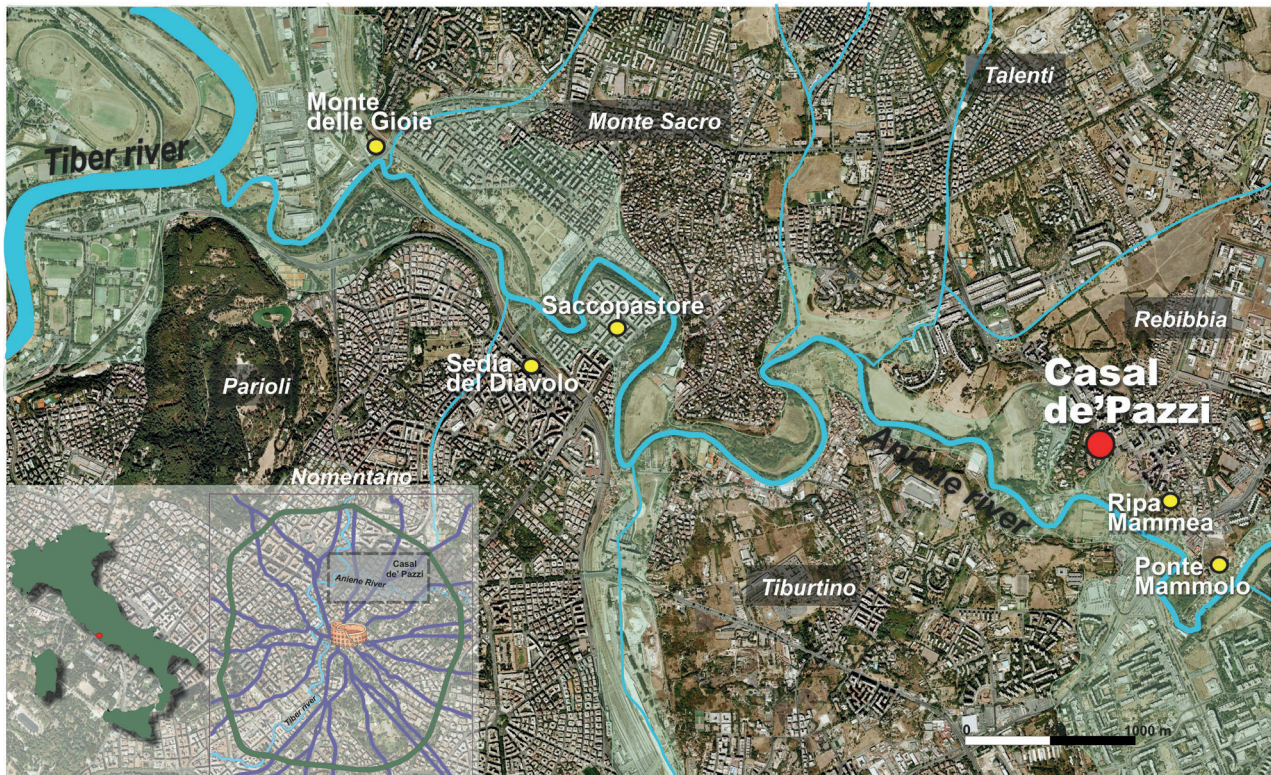 Monte
delle Gioie
Tiber river
Monte Sacro
Talenti
Saccopastore
Rebibbia
Sedia
del Diavolo
Parioli
Casal
de'Pazzi
Aniene river
Nomentano
Ripa
Mammea
Ponte
Mammolo
Tiburtino
Casal
de' Pazzi
Aniene River
Tiber river
0
1000 m